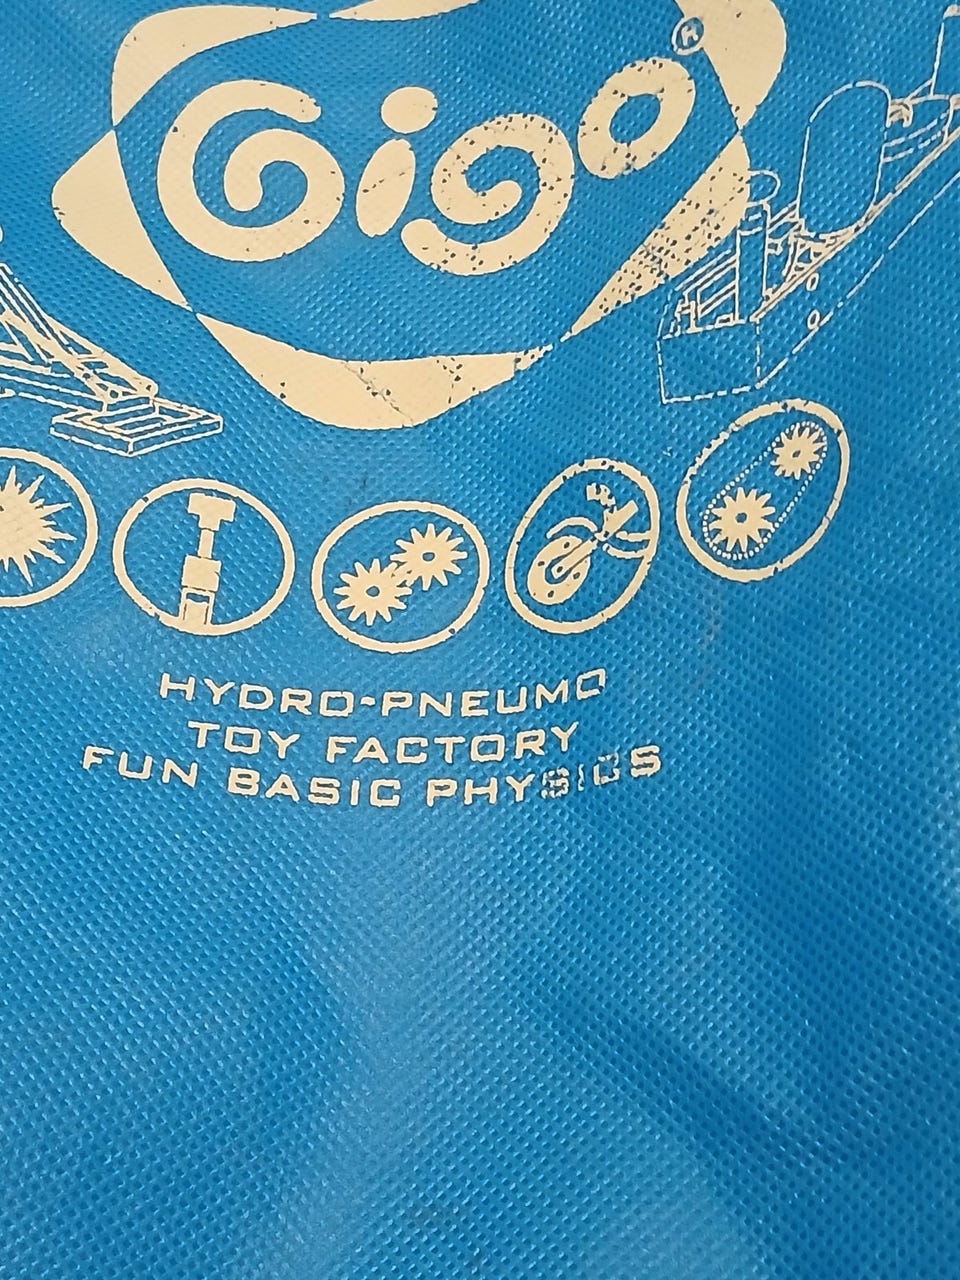 Gigo ®
HYDRO-PNEUMO
TOY FACTORY
FUN BASIC PHYSICS